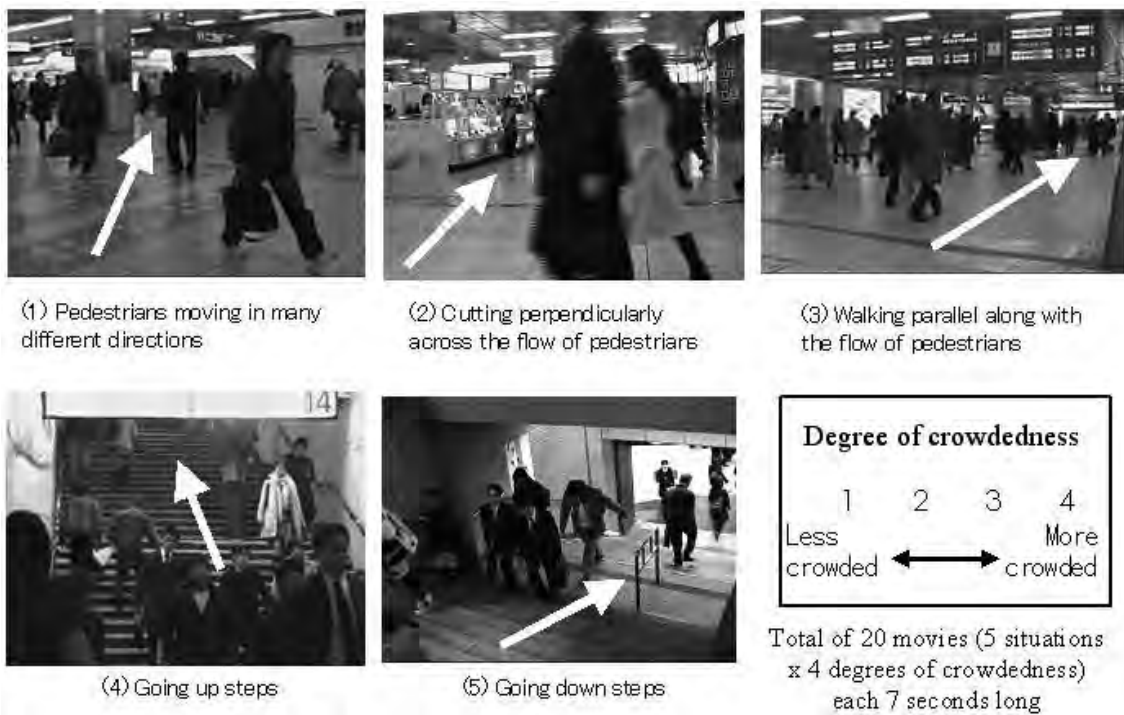 (1) Pedestrians moving in many
different directions
(2) Cutting perpendicularly
across the flow of pedestrians
(3) Walking parallel along with
the flow of pedestrians
14
(4) Going up steps
(5) Going down steps
Degree of crowdedness
1 2 3 4
Less More
crowded crowded
Total of 20 movies (5 situations
x 4 degrees of crowdedness)
each 7 seconds long